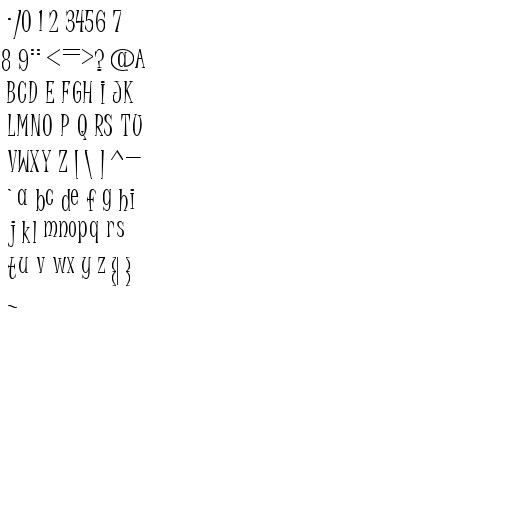 -/0 1 2 3456 7
8 9:; <=>? @A
BCD E FGH I JK
LMNO P Q RS TU
VWXY Z [ \ ] ^_
` a bc de f g hi
j kl mnopq rs
tu v wx y z { }
~